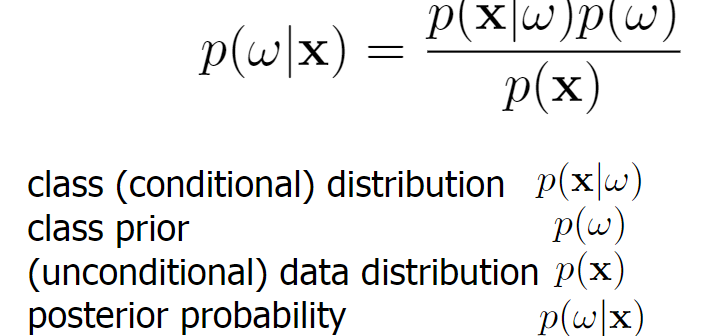 p(ω|x) = p(x|ω)p(ω) / p(x)
class (conditional) distribution p(x|ω)
class prior p(ω)
(unconditional) data distribution p(x)
posterior probability p(ω|x)